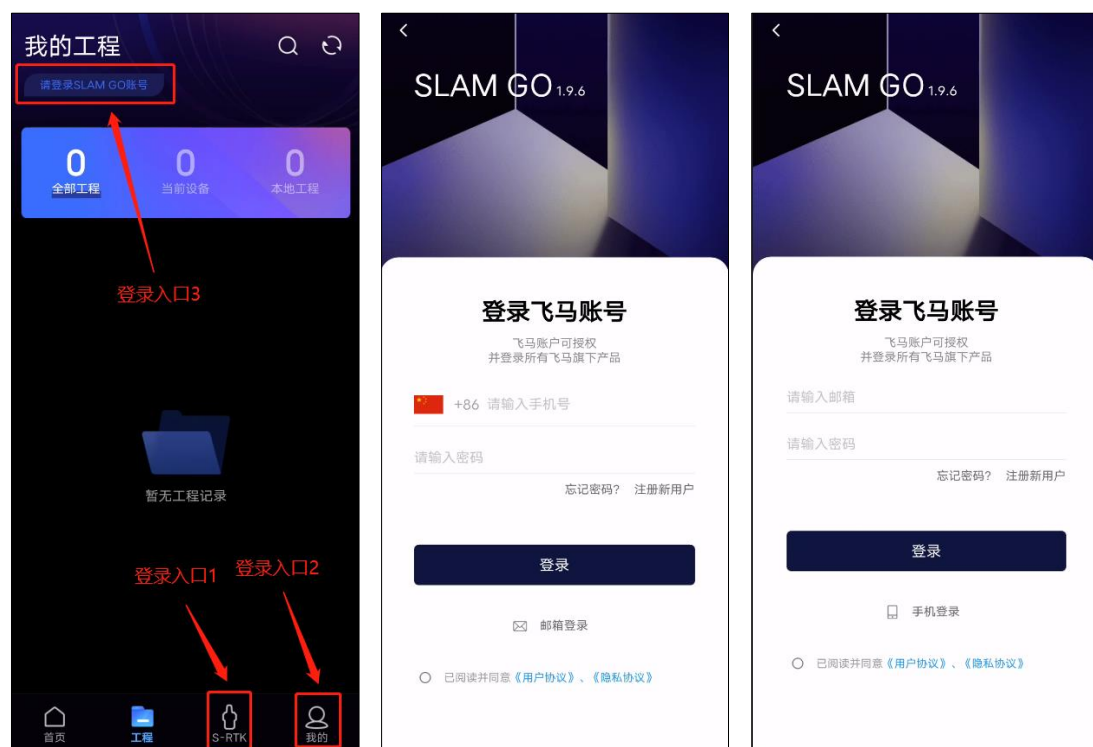 我的工程
请登录SLAM GO账号
0
0
0
全部工程
当前设备
本地工程
登录入口3
暂无工程记录
登录入口1
登录入口2
首页
工程
S-RTK
我的
SLAM GO 1.9.6
登录飞马账号
飞马账户可授权
并登录所有飞马旗下产品
+86 请输入手机号
请输入密码
忘记密码? 注册新用户
登录
邮箱登录
已阅读并同意《用户协议》、《隐私协议》
SLAM GO 1.9.6
登录飞马账号
飞马账户可授权
并登录所有飞马旗下产品
请输入邮箱
请输入密码
忘记密码? 注册新用户
登录
手机登录
已阅读并同意《用户协议》、《隐私协议》